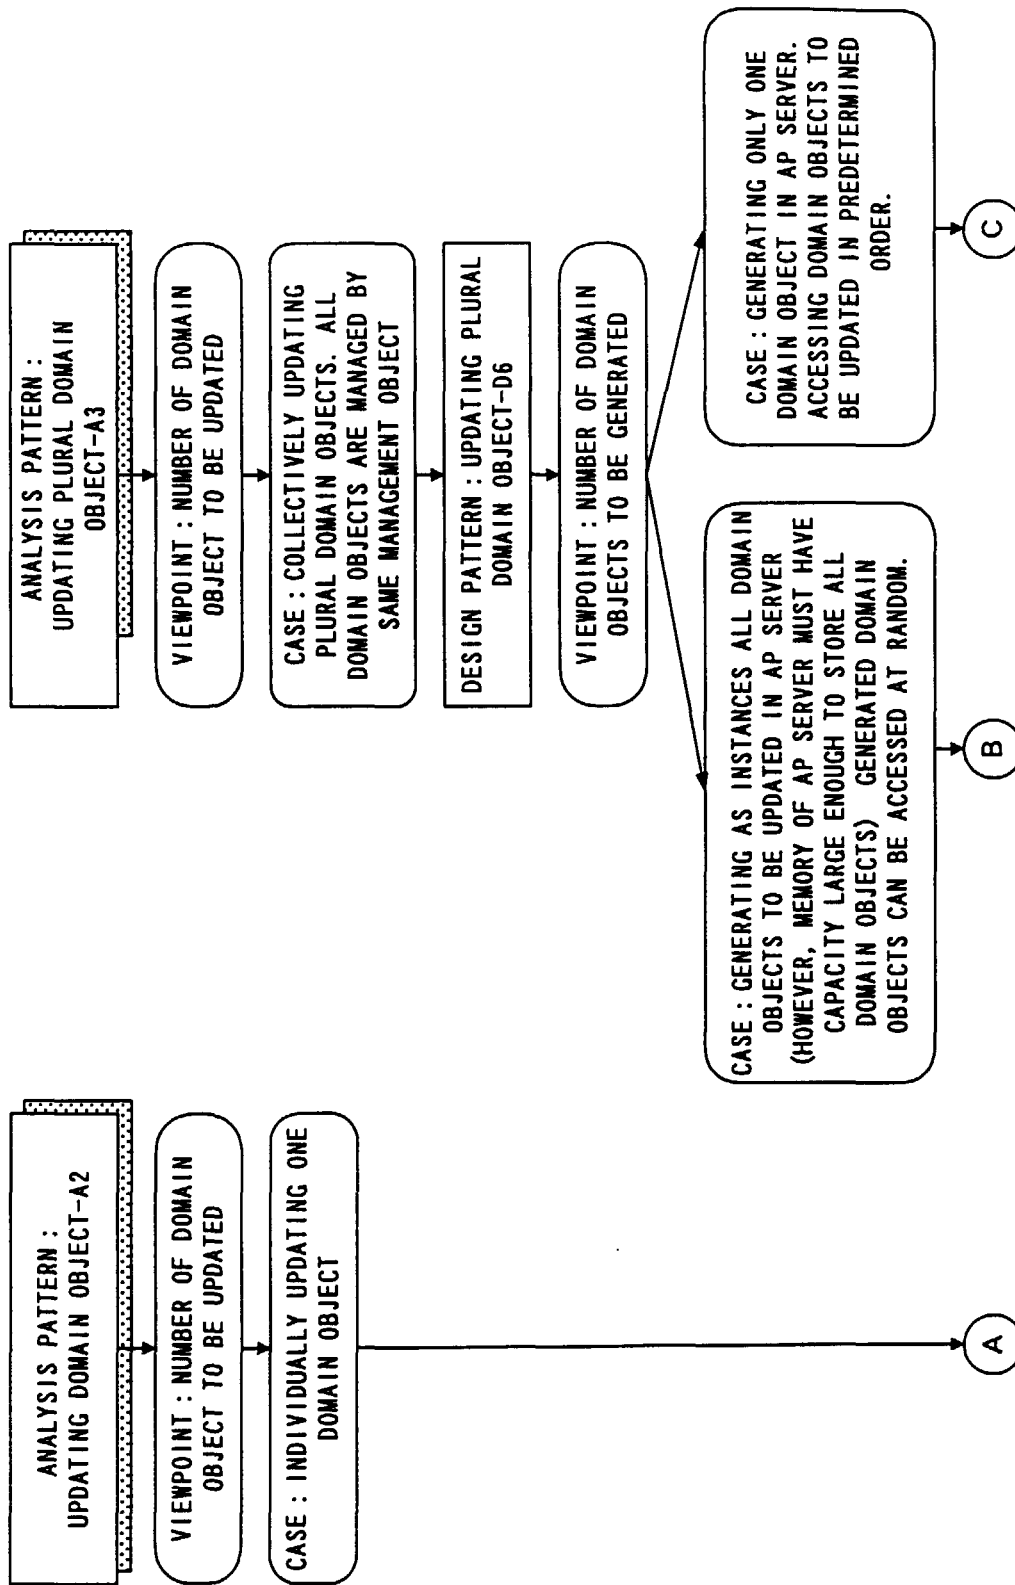 ANALYSIS PATTERN :
UPDATING DOMAIN OBJECT-A2
VIEWPOINT : NUMBER OF DOMAIN
OBJECT TO BE UPDATED
CASE : INDIVIDUALLY UPDATING ONE
DOMAIN OBJECT
A
ANALYSIS PATTERN :
UPDATING PLURAL DOMAIN
OBJECT-A3
VIEWPOINT : NUMBER OF DOMAIN
OBJECT TO BE UPDATED
CASE : COLLECTIVELY UPDATING
PLURAL DOMAIN OBJECTS. ALL
DOMAIN OBJECTS ARE MANAGED BY
SAME MANAGEMENT OBJECT
DESIGN PATTERN : UPDATING PLURAL
DOMAIN OBJECT-D6
VIEWPOINT : NUMBER OF DOMAIN
OBJECTS TO BE GENERATED
CASE : GENERATING AS INSTANCES ALL DOMAIN
OBJECTS TO BE UPDATED IN AP SERVER
(HOWEVER, MEMORY OF AP SERVER MUST HAVE
CAPACITY LARGE ENOUGH TO STORE ALL
DOMAIN OBJECTS) GENERATED DOMAIN
OBJECTS CAN BE ACCESSED AT RANDOM.
B
CASE : GENERATING ONLY ONE
DOMAIN OBJECT IN AP SERVER.
ACCESSING DOMAIN OBJECTS TO
BE UPDATED IN PREDETERMINED
ORDER.
C